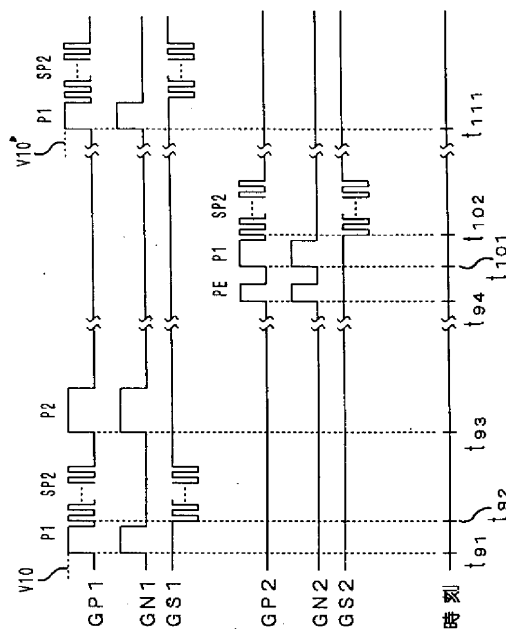 V10 P1 SP2 P2 V10' P1 SP2
GP1
GN1
GS1
PE P1 SP2
GP2
GN2
GS2
時刻 t91 t92 t93 t94 t101 t102 t111